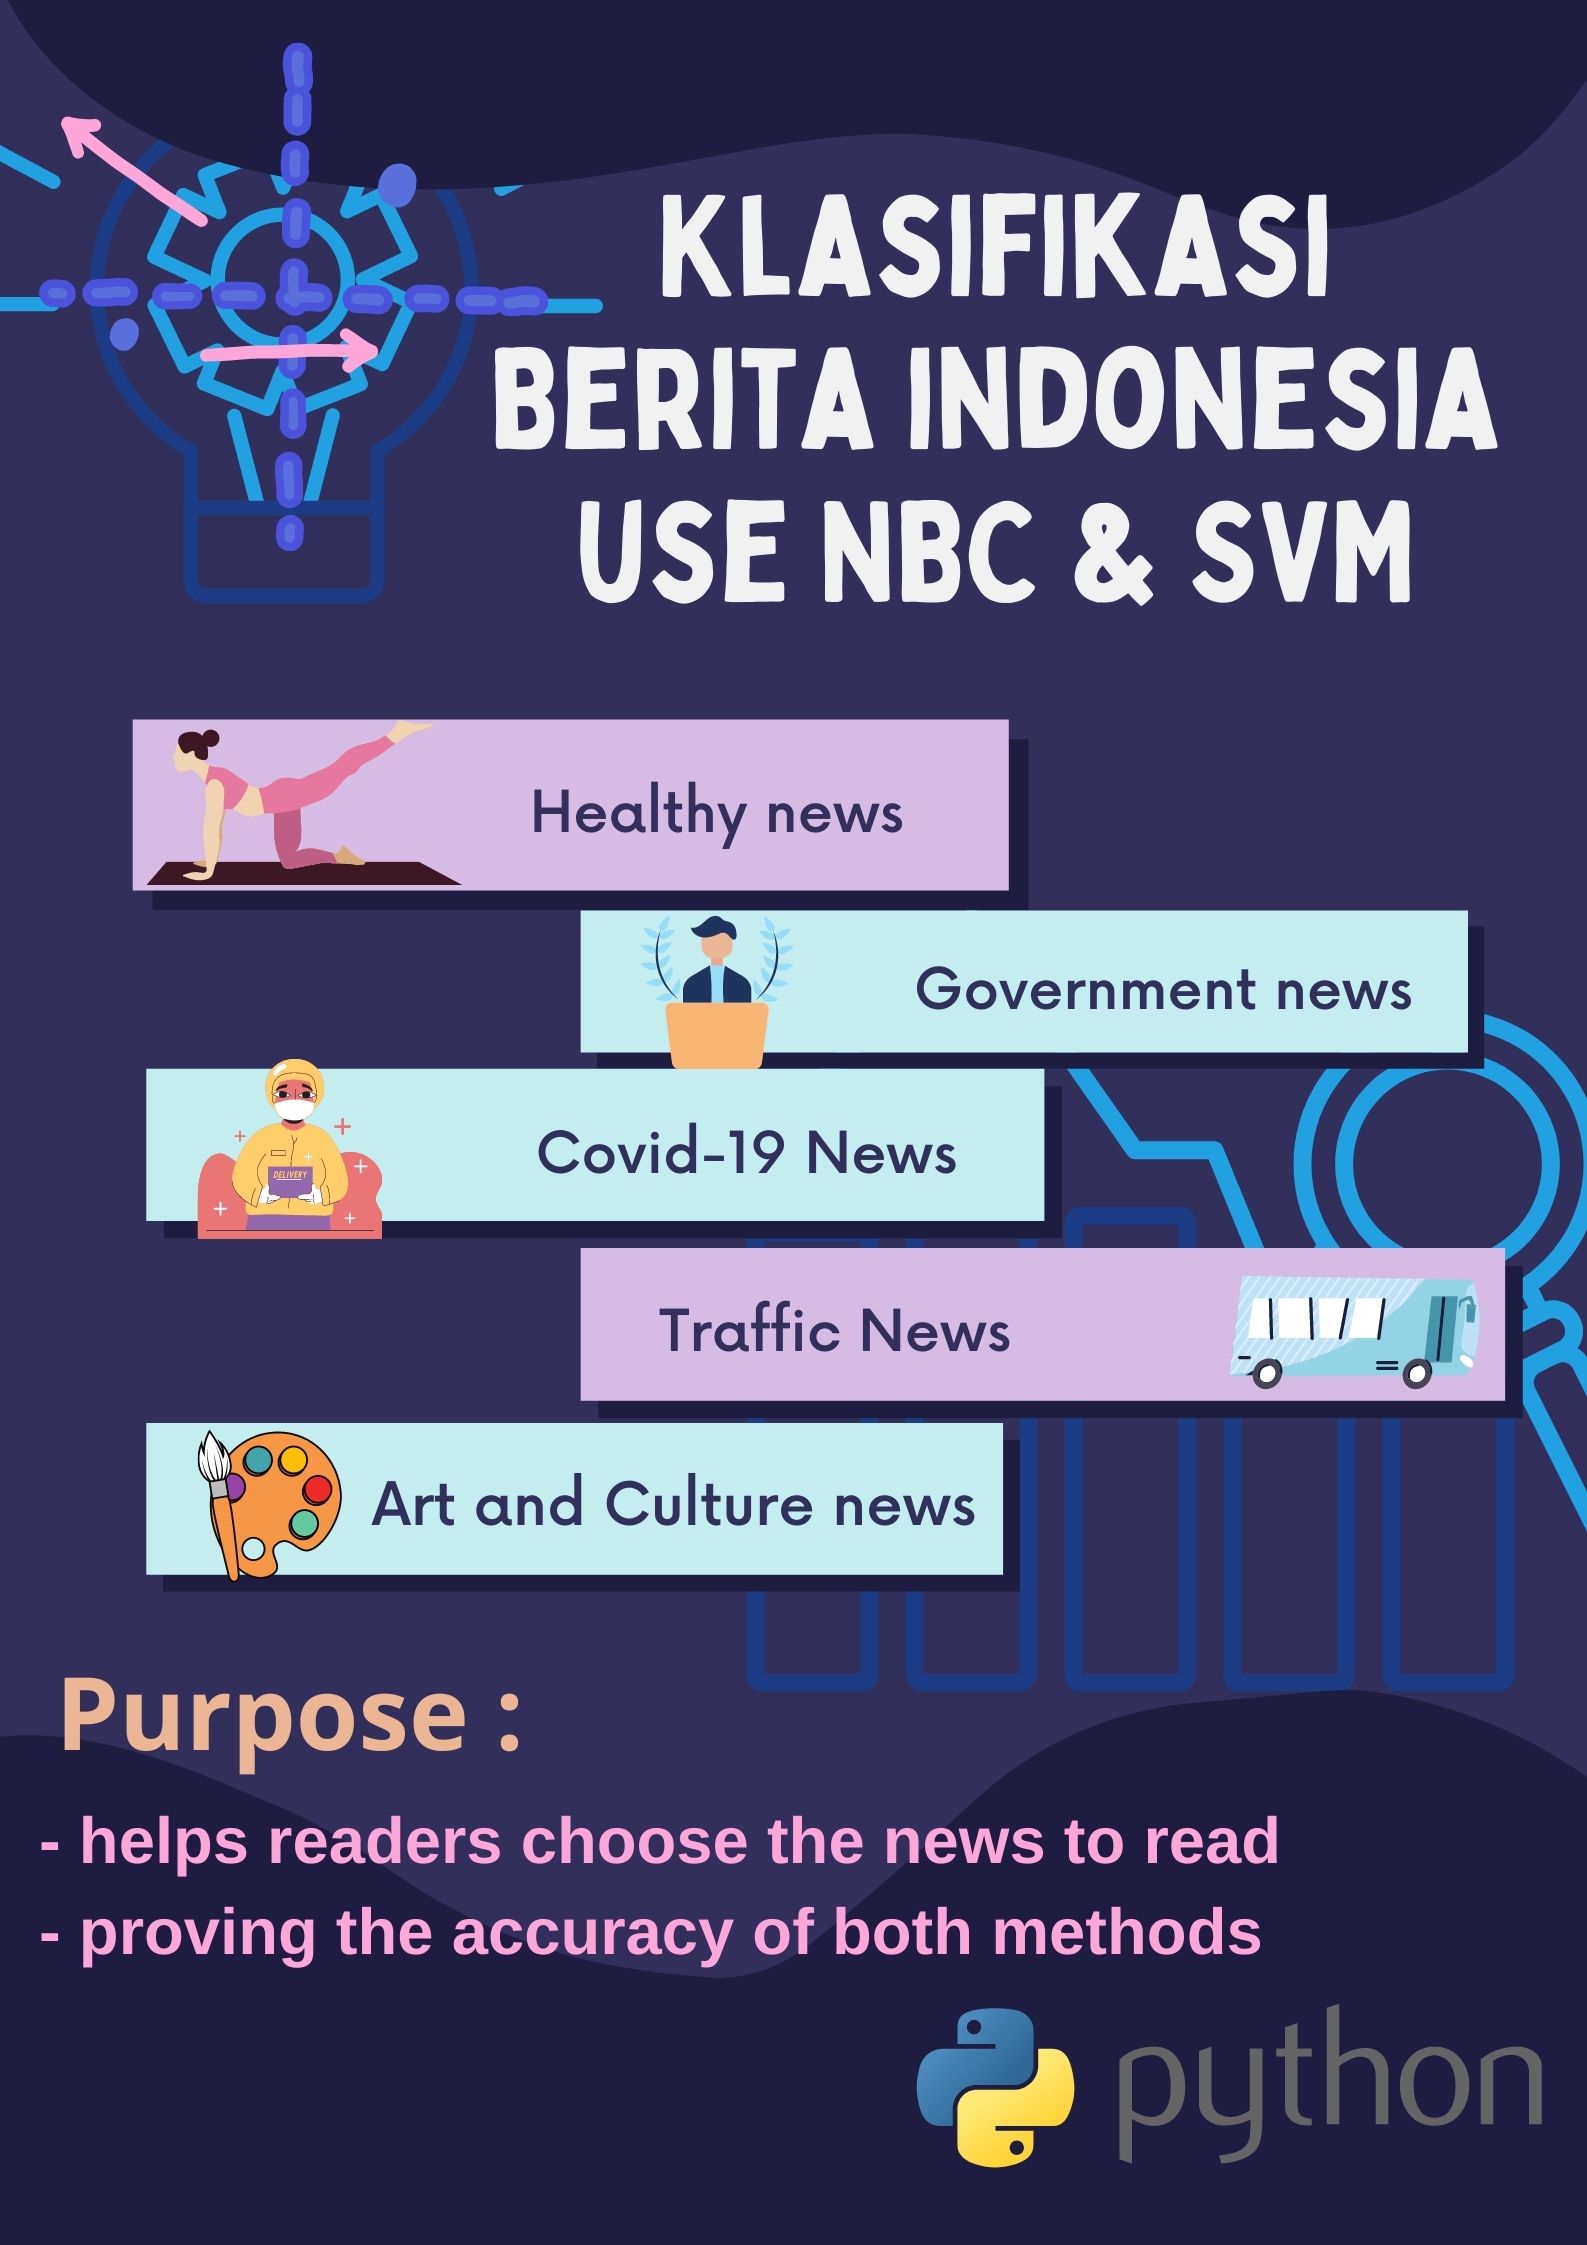 KLASIFIKASI
BERITA INDONESIA
USE NBC & SVM
Healthy news
Government news
Covid-19 News
DELIVERY
Traffic News
Art and Culture news
Purpose :
- helps readers choose the news to read
- proving the accuracy of both methods
python